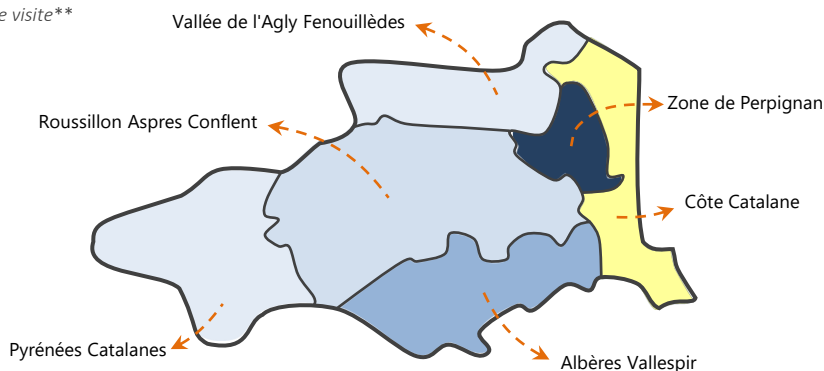 e visite**
Vallée de l'Agly Fenouillèdes
Zone de Perpignan
Roussillon Aspres Conflent
Côte Catalane
Pyrénées Catalanes
Albères Vallespir